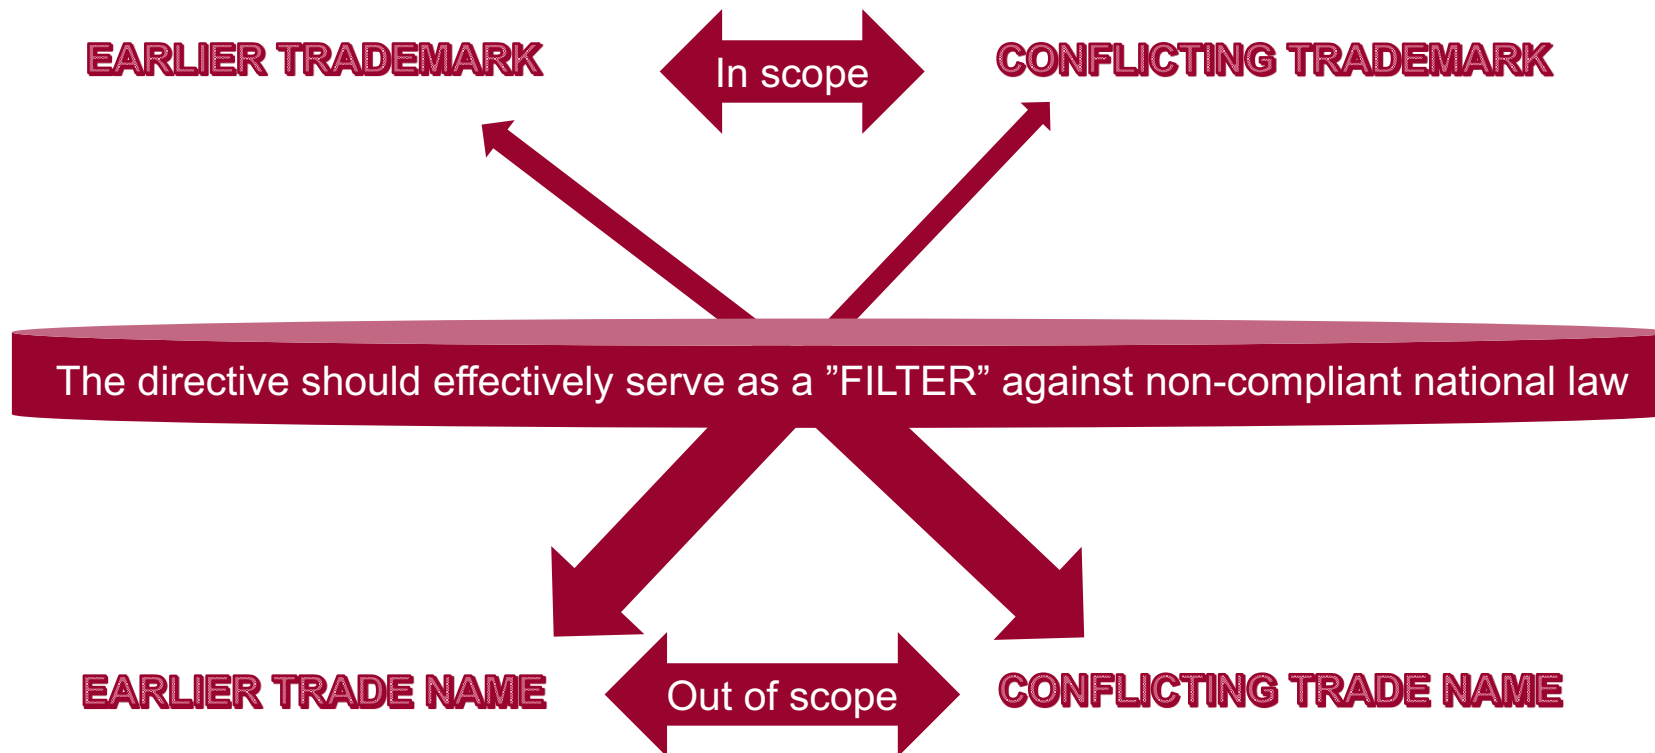 EARLIER TRADEMARK
In scope
CONFLICTING TRADEMARK
The directive should effectively serve as a ”FILTER” against non-compliant national law
EARLIER TRADE NAME
Out of scope
CONFLICTING TRADE NAME